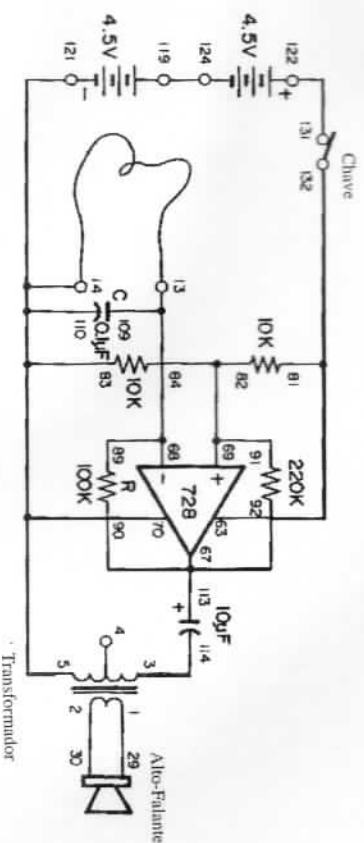 Chave
131
132
122
+
4.5V
124
119
4.5V
-
121
13
14
C
109
0.1µF
110
10K
81
82
10K
84
83
220K
91
92
69
+
68
-
728
63
67
70
89
R
90
100K
113
+
10µF
114
3
4
5
1
2
29
30
Alto-Falante
Transformador